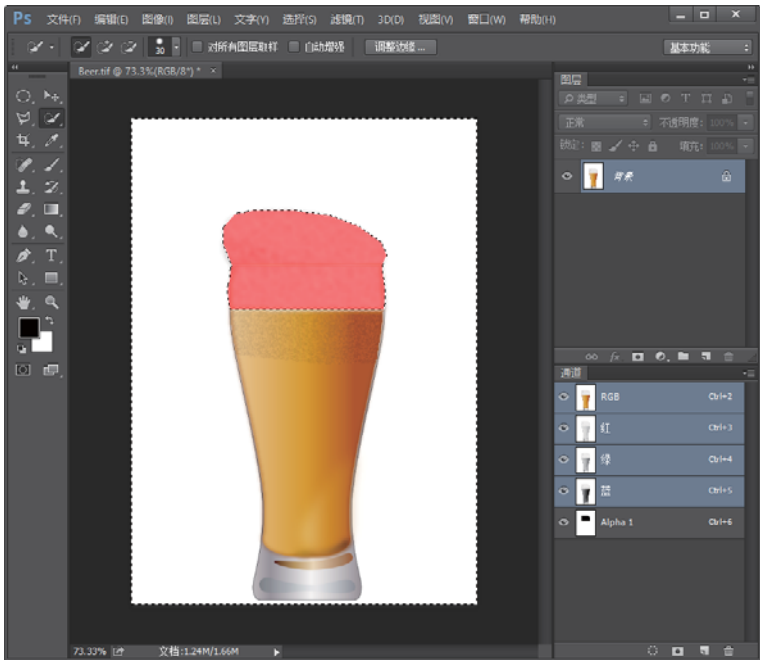 Ps 文件(F) 编辑(E) 图像(I) 图层(L) 文字(Y) 选择(S) 滤镜(T) 3D(D) 视图(V) 窗口(W) 帮助(H)
30 对所有图层取样 自动增强 调整边缘... 基本功能
Beer.tif @ 73.3%(RGB/8*) * ×
图层
类型
正常 不透明度: 100%
锁定: 填充: 100%
背景
fx
通道
RGB Ctrl+2
红 Ctrl+3
绿 Ctrl+4
蓝 Ctrl+5
Alpha 1 Ctrl+6
73.33% 文档:1.24M/1.66M